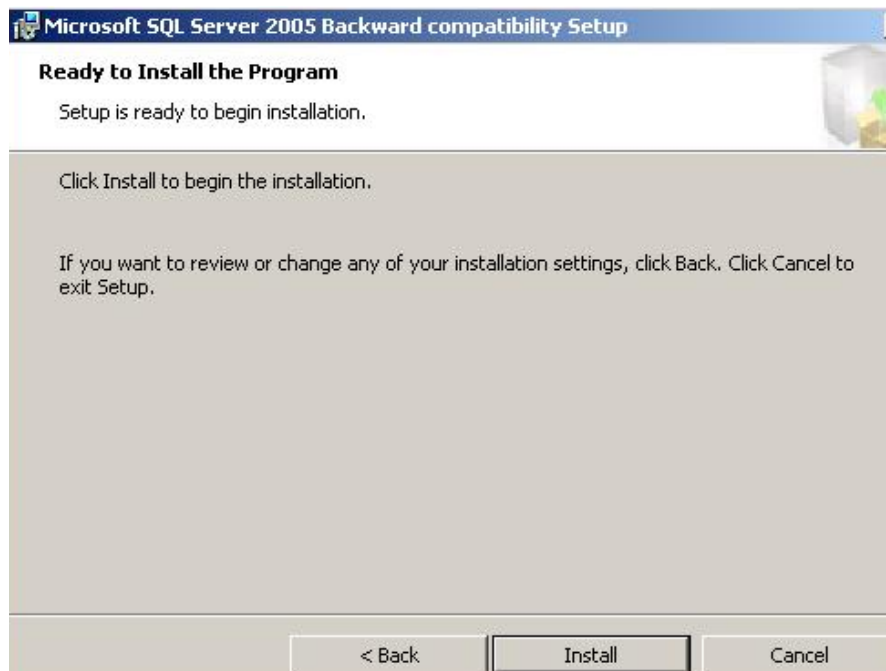 Microsoft SQL Server 2005 Backward compatibility Setup
Ready to Install the Program
Setup is ready to begin installation.
Click Install to begin the installation.
If you want to review or change any of your installation settings, click Back. Click Cancel to
exit Setup.
< Back
Install
Cancel